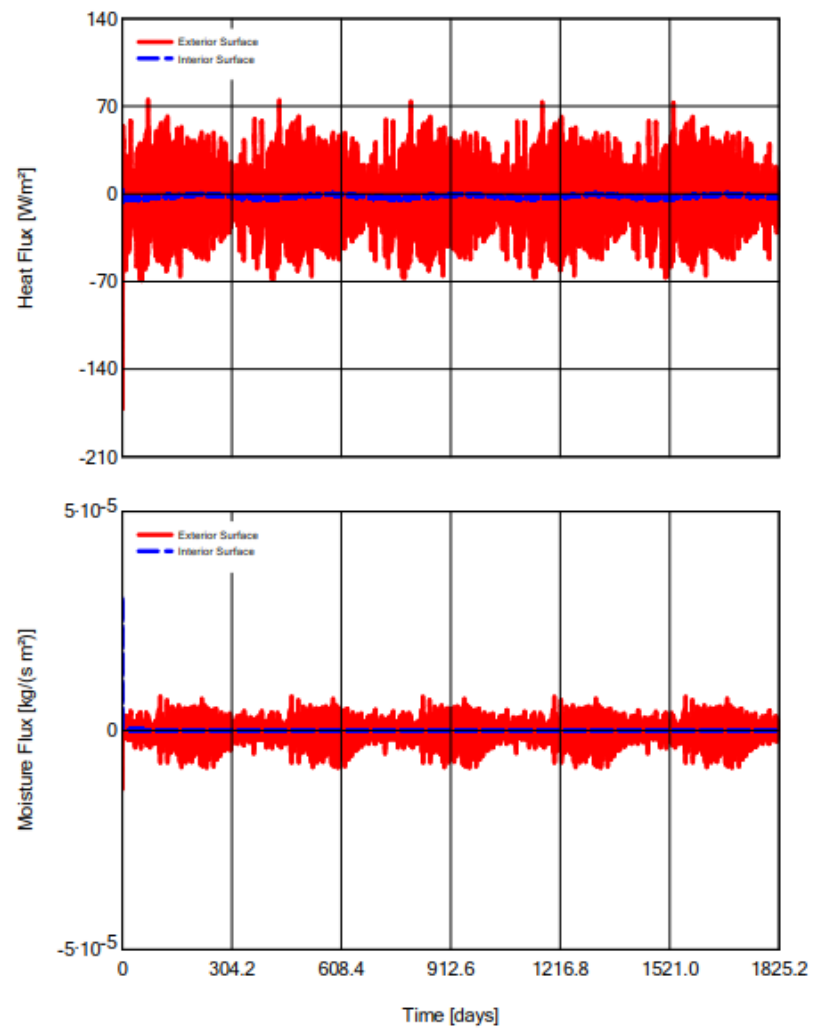 140
Exterior Surface
Interior Surface
70
0
-70
-140
-210
Heat Flux [W/m²]
5·10⁻⁵
Exterior Surface
Interior Surface
0
-5·10⁻⁵
Moisture Flux [kg/(s m²)]
0 304.2 608.4 912.6 1216.8 1521.0 1825.2
Time [days]